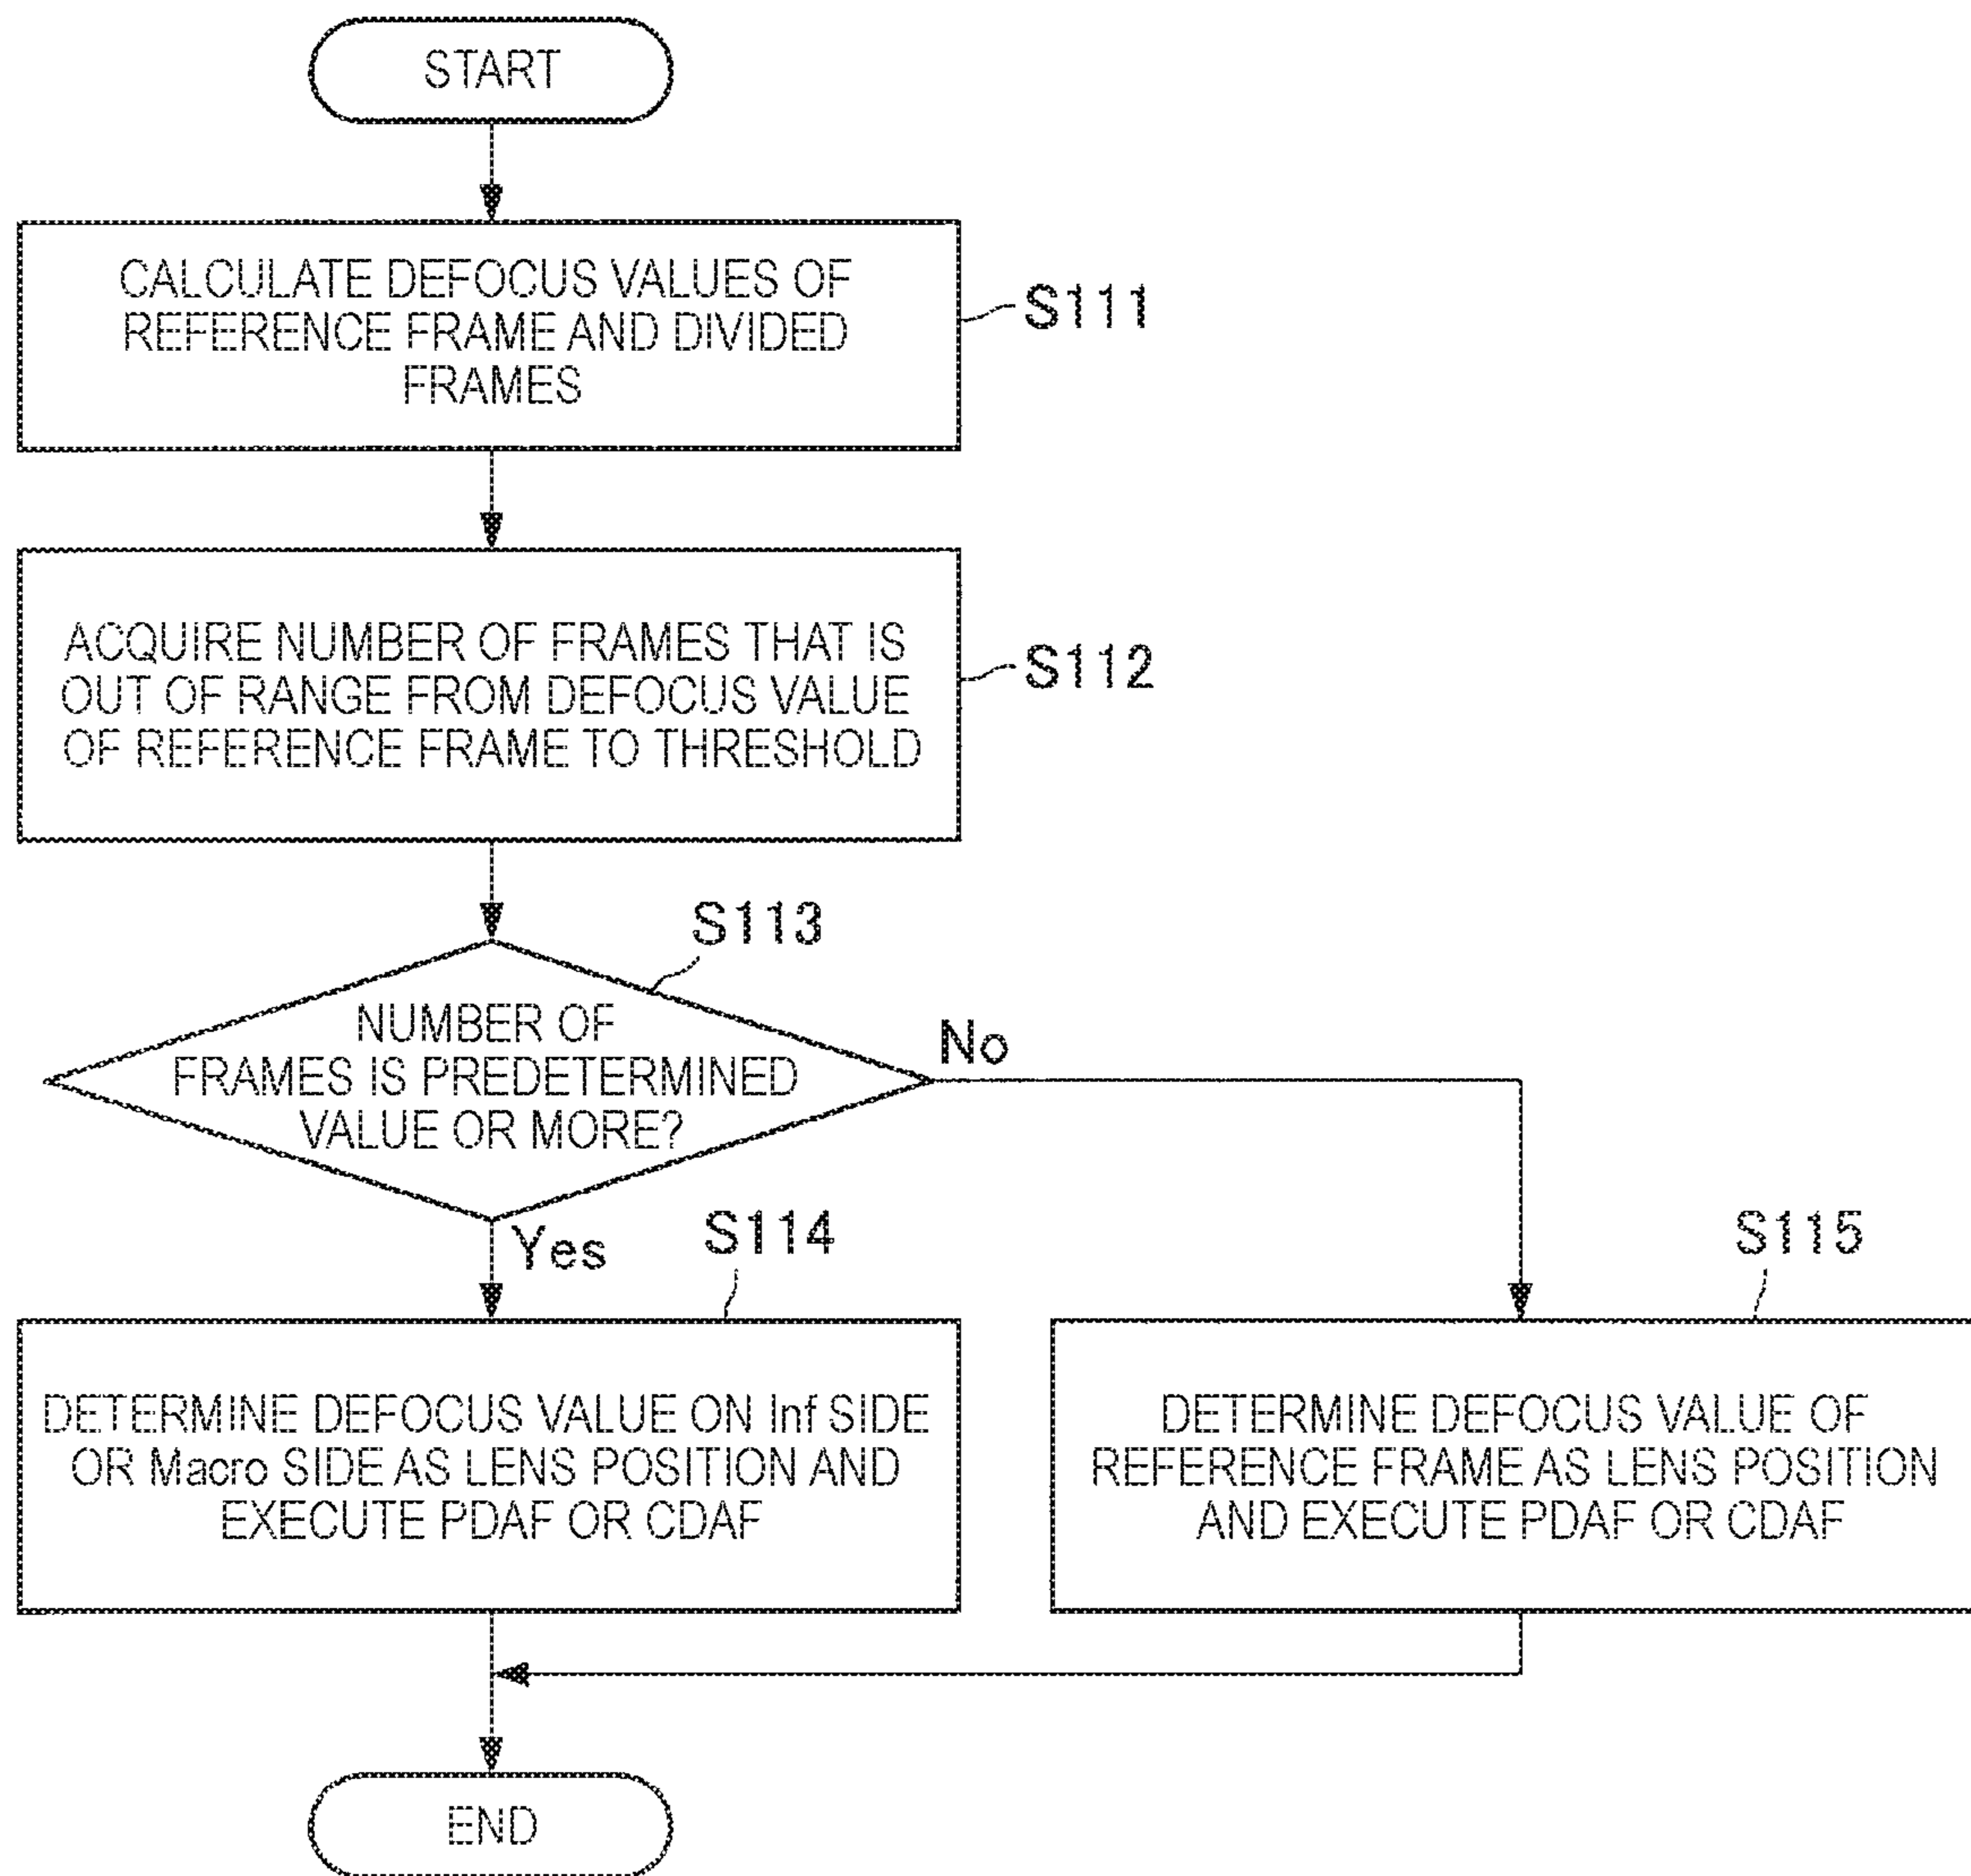 START
CALCULATE DEFOCUS VALUES OF
REFERENCE FRAME AND DIVIDED
FRAMES
S111
ACQUIRE NUMBER OF FRAMES THAT IS
OUT OF RANGE FROM DEFOCUS VALUE
OF REFERENCE FRAME TO THRESHOLD
S112
S113
NUMBER OF
FRAMES IS PREDETERMINED
VALUE OR MORE?
No
Yes
S114
DETERMINE DEFOCUS VALUE ON Inf SIDE
OR Macro SIDE AS LENS POSITION AND
EXECUTE PDAF OR CDAF
S115
DETERMINE DEFOCUS VALUE OF
REFERENCE FRAME AS LENS POSITION
AND EXECUTE PDAF OR CDAF
END